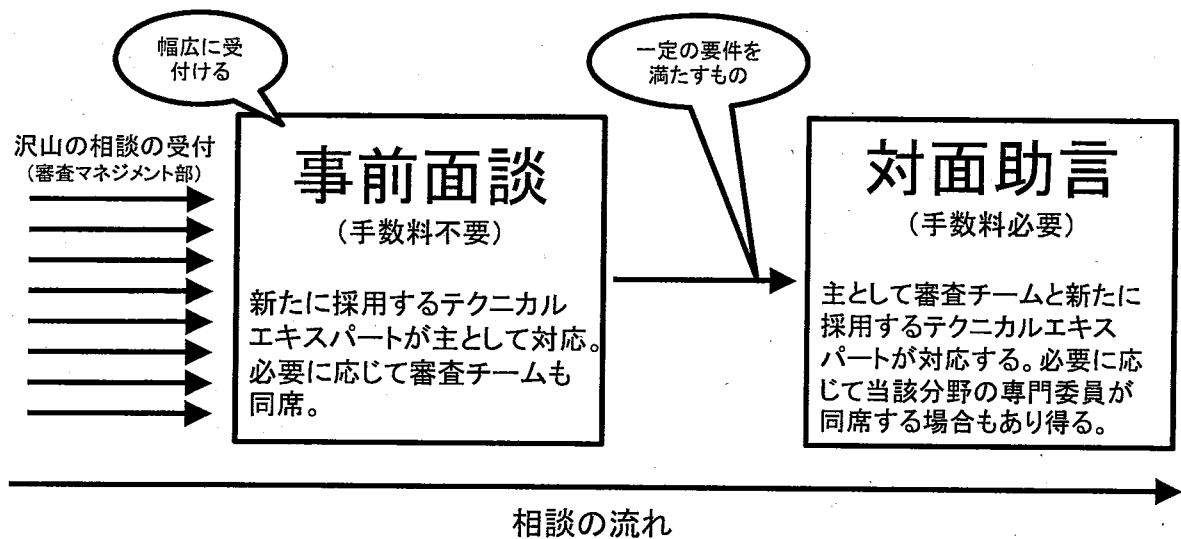 幅広に受
付ける
一定の要件を
満たすもの
沢山の相談の受付
(審査マネジメント部)
事前面談
(手数料不要)
新たに採用するテクニカル
エキスパートが主として対応。
必要に応じて審査チームも
同席。
対面助言
(手数料必要)
主として審査チームと新たに
採用するテクニカルエキス
パートが対応する。必要に応
じて当該分野の専門委員が
同席する場合もあり得る。
相談の流れ